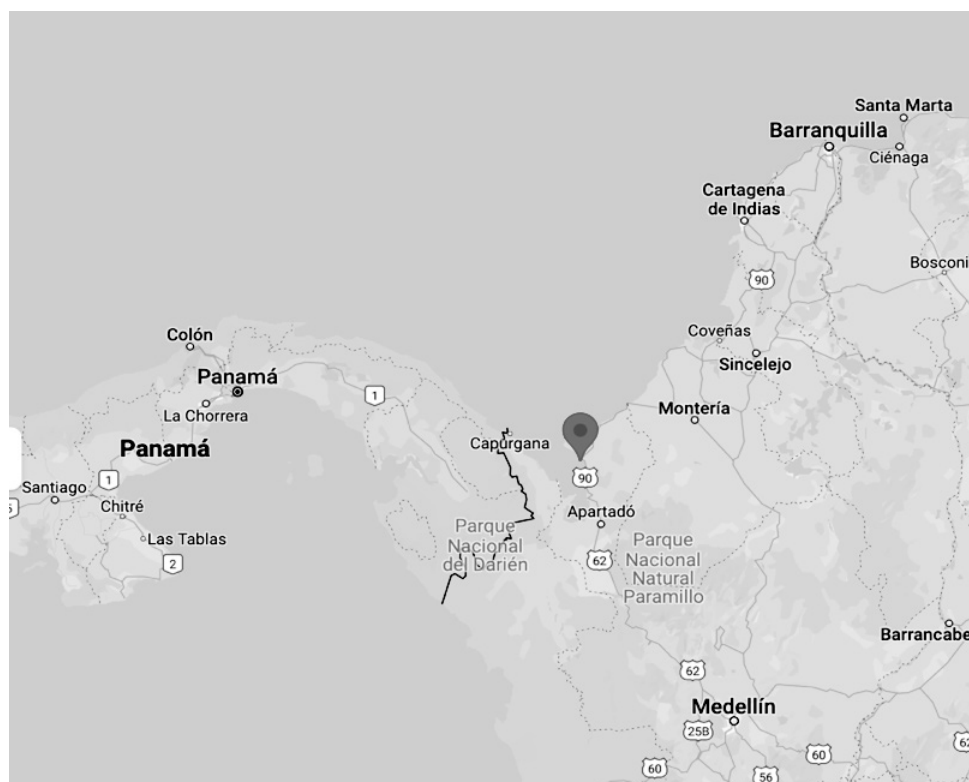 Santa Marta
Barranquilla
Ciénaga
Cartagena
de Indias
Bosconi
90
Coveñas
Colón
Sincelejo
Panamá
1
La Chorrera
Montería
Capurgana
Panamá
90
1
Santiago
Chitré
Apartadó
Parque
Nacional
del Darién
Las Tablas
2
62
Parque
Nacional
Natural
Paramillo
Barrancabe
62
Medellín
25B
62
60
60
56